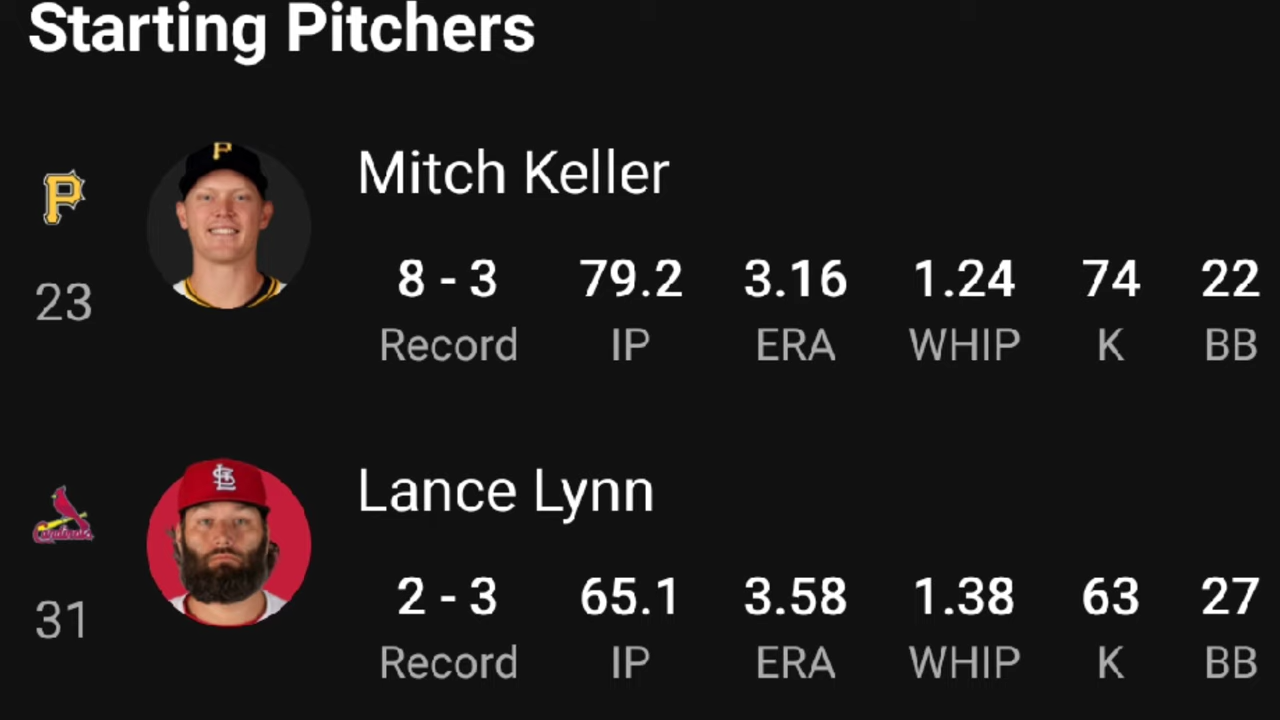 Starting Pitchers
P
P
Mitch Keller
23
8 - 3 79.2 3.16 1.24 74 22
Record IP ERA WHIP K BB
STL
Cardinals
Lance Lynn
31
2 - 3 65.1 3.58 1.38 63 27
Record IP ERA WHIP K BB